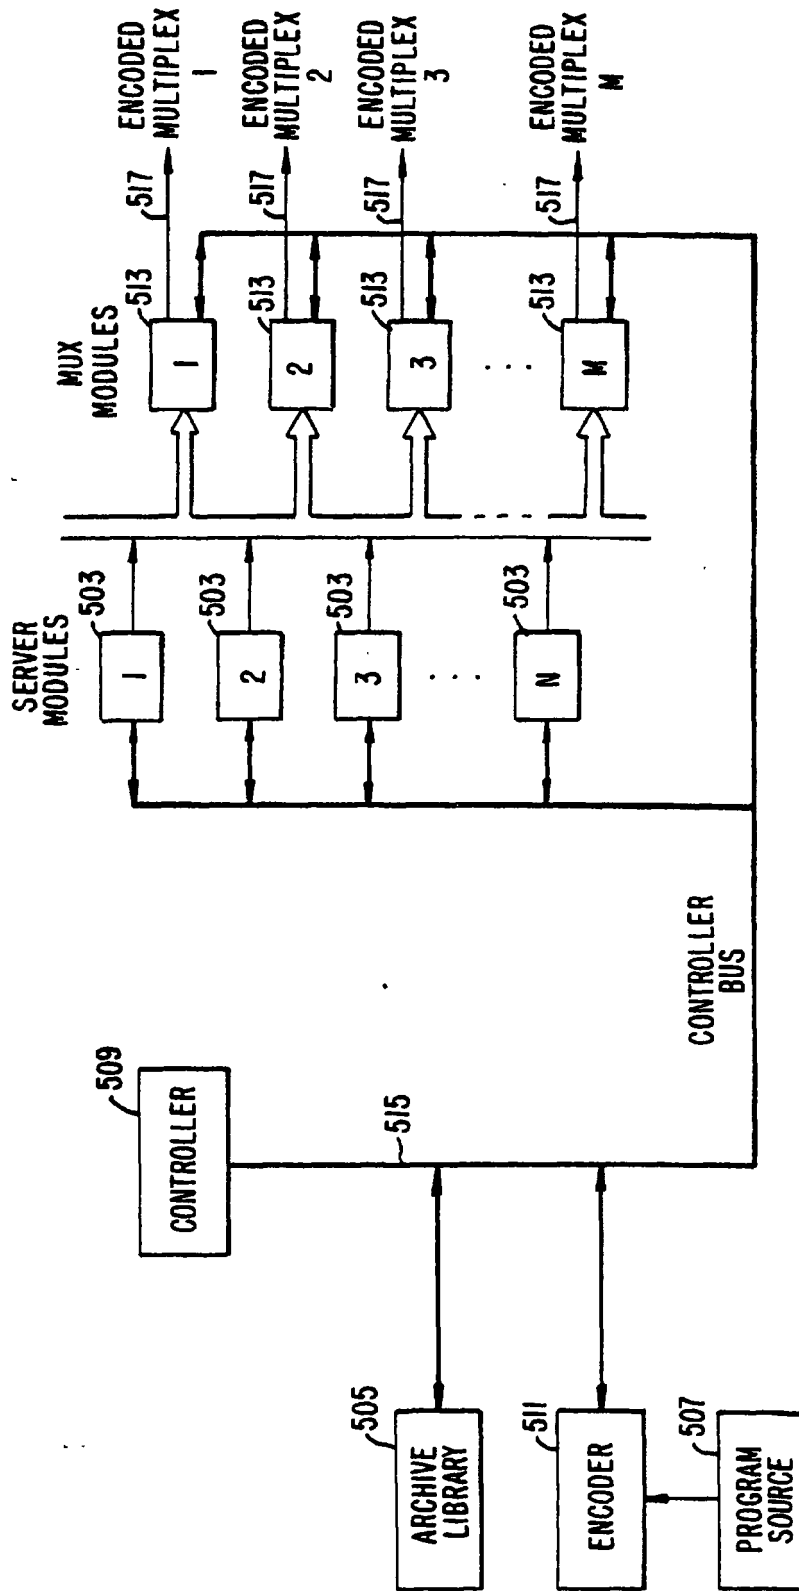 SERVER
MODULES
503
1
503
2
503
3
. . .
503
N
MUX
MODULES
513
1
513
2
513
3
. . .
513
M
517
ENCODED
MULTIPLEX
1
517
ENCODED
MULTIPLEX
2
517
ENCODED
MULTIPLEX
3
517
ENCODED
MULTIPLEX
M
509
CONTROLLER
515
CONTROLLER
BUS
505
ARCHIVE
LIBRARY
511
ENCODER
507
PROGRAM
SOURCE